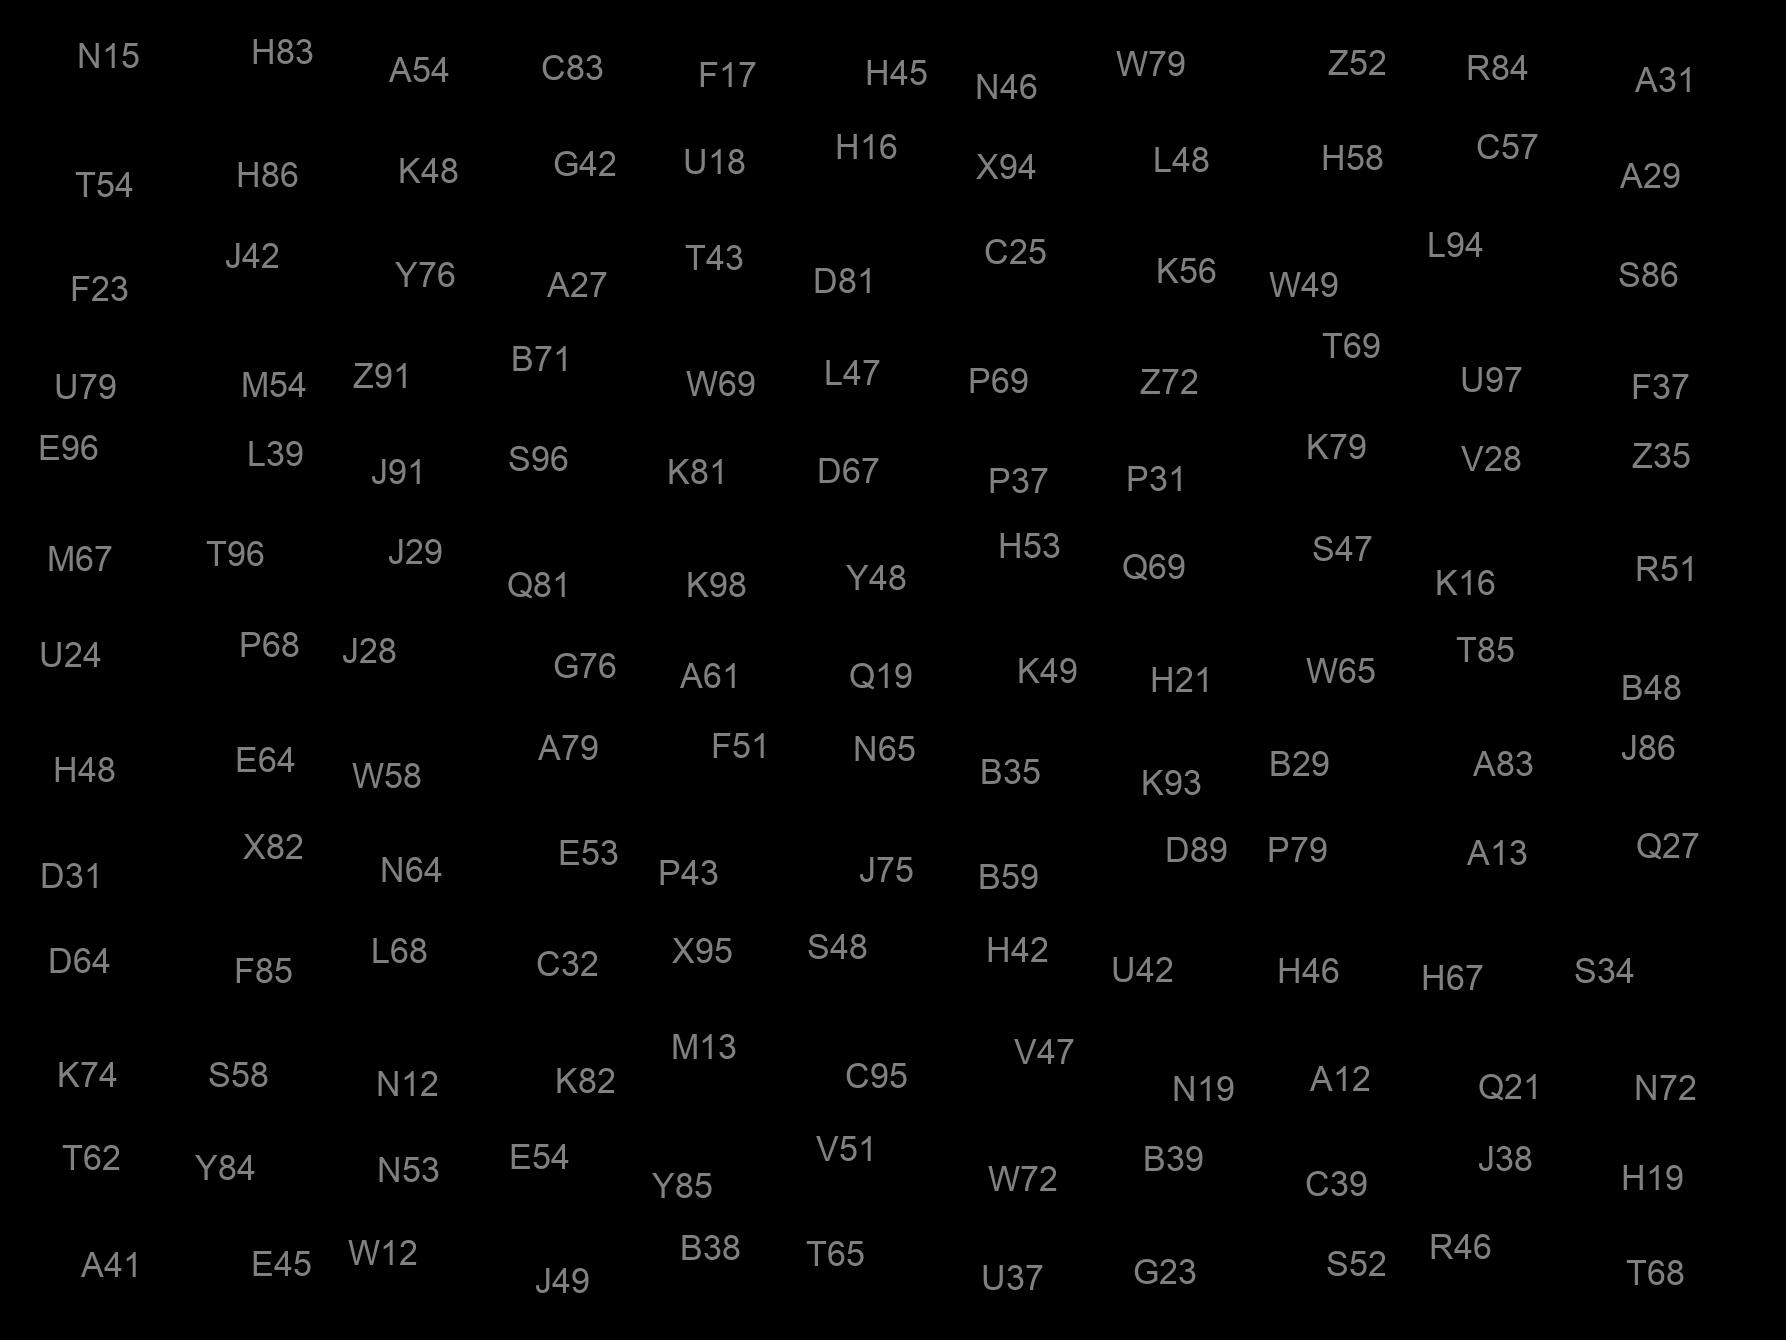 N15 H83 A54 C83 F17 H45 N46 W79 Z52 R84 A31
T54 H86 K48 G42 U18 H16 X94 L48 H58 C57 A29
F23 J42 Y76 A27 T43 D81 C25 K56 W49 L94 S86
U79 M54 Z91 B71 W69 L47 P69 Z72 T69 U97 F37
E96 L39 J91 S96 K81 D67 P37 P31 K79 V28 Z35
M67 T96 J29 Q81 K98 Y48 H53 Q69 S47 K16 R51
U24 P68 J28 G76 A61 Q19 K49 H21 W65 T85 B48
H48 E64 W58 A79 F51 N65 B35 K93 B29 A83 J86
D31 X82 N64 E53 P43 J75 B59 D89 P79 A13 Q27
D64 F85 L68 C32 X95 S48 H42 U42 H46 H67 S34
K74 S58 N12 K82 M13 C95 V47 N19 A12 Q21 N72
T62 Y84 N53 E54 Y85 V51 W72 B39 C39 J38 H19
A41 E45 W12 J49 B38 T65 U37 G23 S52 R46 T68